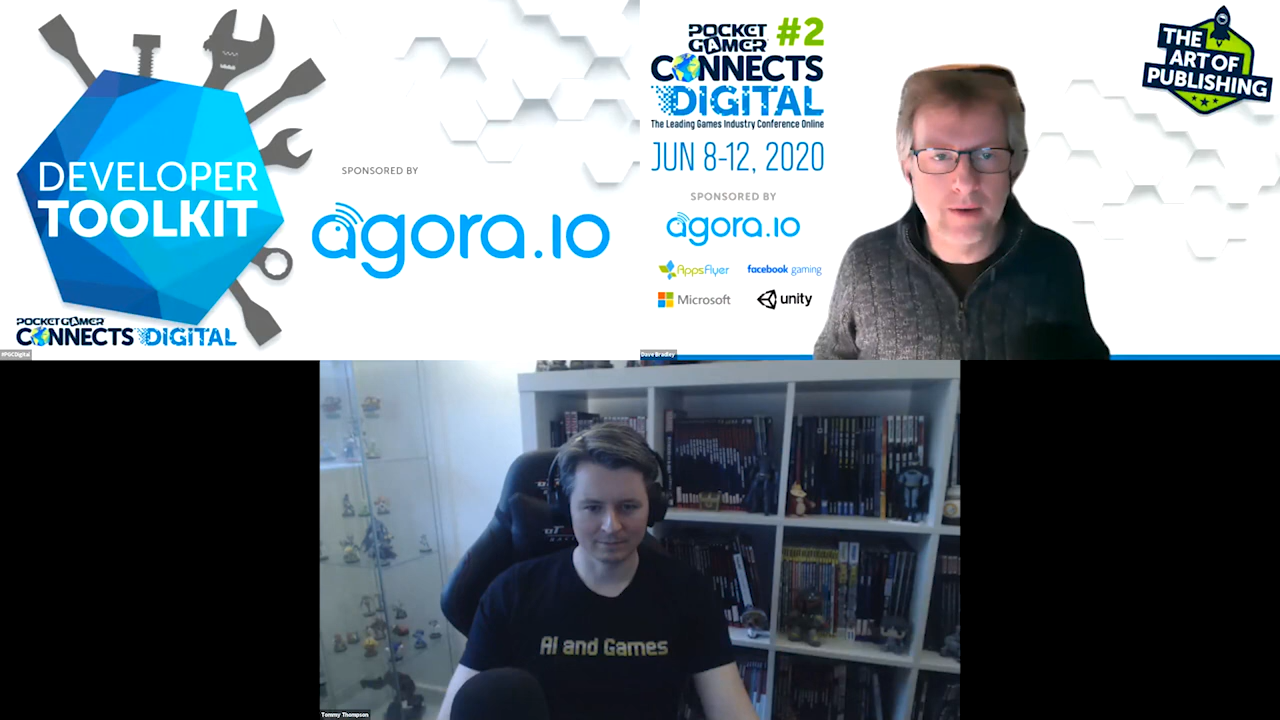 DEVELOPER
TOOLKIT
POCKET GAMER
CONNECTS DIGITAL
#PGCDigital
SPONSORED BY
agora.io
POCKET GAMER #2
CONNECTS
DIGITAL
The Leading Games Industry Conference Online
JUN 8-12, 2020
SPONSORED BY
agora.io
AppsFlyer facebook gaming
Microsoft unity
THE
ART OF
PUBLISHING
Dave Bradley
AI and Games
Tommy Thompson